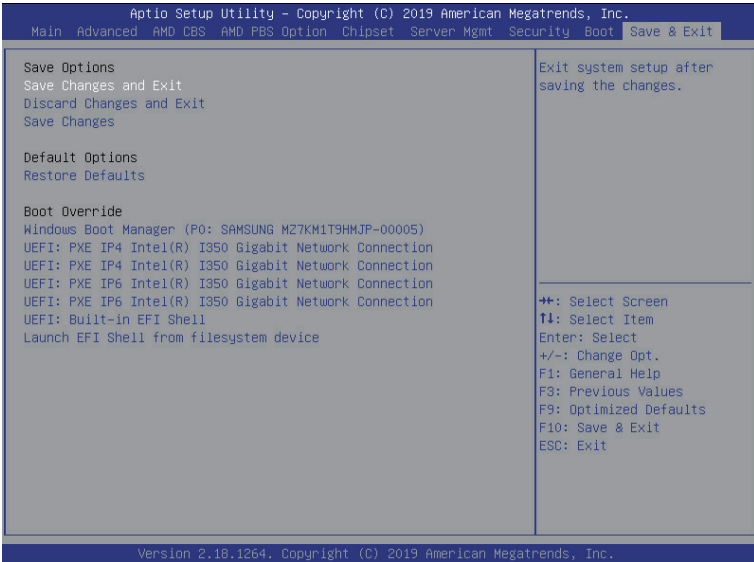 Aptio Setup Utility – Copyright (C) 2019 American Megatrends, Inc.
Main Advanced AMD CBS AMD PBS Option Chipset Server Mgmt Security Boot Save & Exit
Save Options
Save Changes and Exit
Discard Changes and Exit
Save Changes
Default Options
Restore Defaults
Boot Override
Windows Boot Manager (P0: SAMSUNG MZ7KM1T9HMJP-00005)
UEFI: PXE IP4 Intel(R) I350 Gigabit Network Connection
UEFI: PXE IP4 Intel(R) I350 Gigabit Network Connection
UEFI: PXE IP6 Intel(R) I350 Gigabit Network Connection
UEFI: PXE IP6 Intel(R) I350 Gigabit Network Connection
UEFI: Built-in EFI Shell
Launch EFI Shell from filesystem device
Exit system setup after
saving the changes.
→←: Select Screen
↑↓: Select Item
Enter: Select
+/-: Change Opt.
F1: General Help
F3: Previous Values
F9: Optimized Defaults
F10: Save & Exit
ESC: Exit
Version 2.18.1264. Copyright (C) 2019 American Megatrends, Inc.